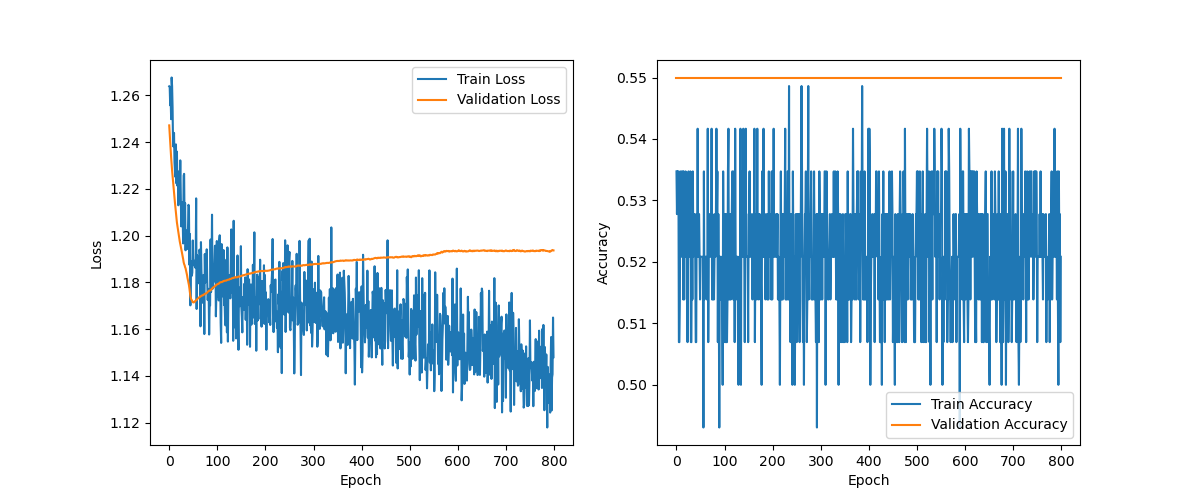 Train Loss
Validation Loss
1.26
1.24
1.22
1.20
1.18
1.16
1.14
1.12
Loss
0 100 200 300 400 500 600 700 800
Epoch
0.55
0.54
0.53
0.52
0.51
0.50
Accuracy
Train Accuracy
Validation Accuracy
0 100 200 300 400 500 600 700 800
Epoch